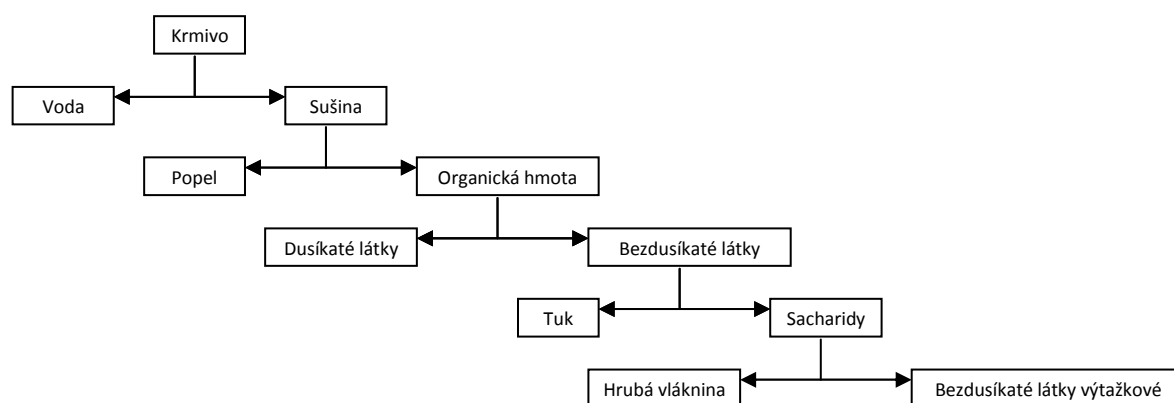 Krmivo
Voda
Sušina
Popel
Organická hmota
Dusíkaté látky
Bezdusíkaté látky
Tuk
Sacharidy
Hrubá vláknina
Bezdusíkaté látky výtažkové